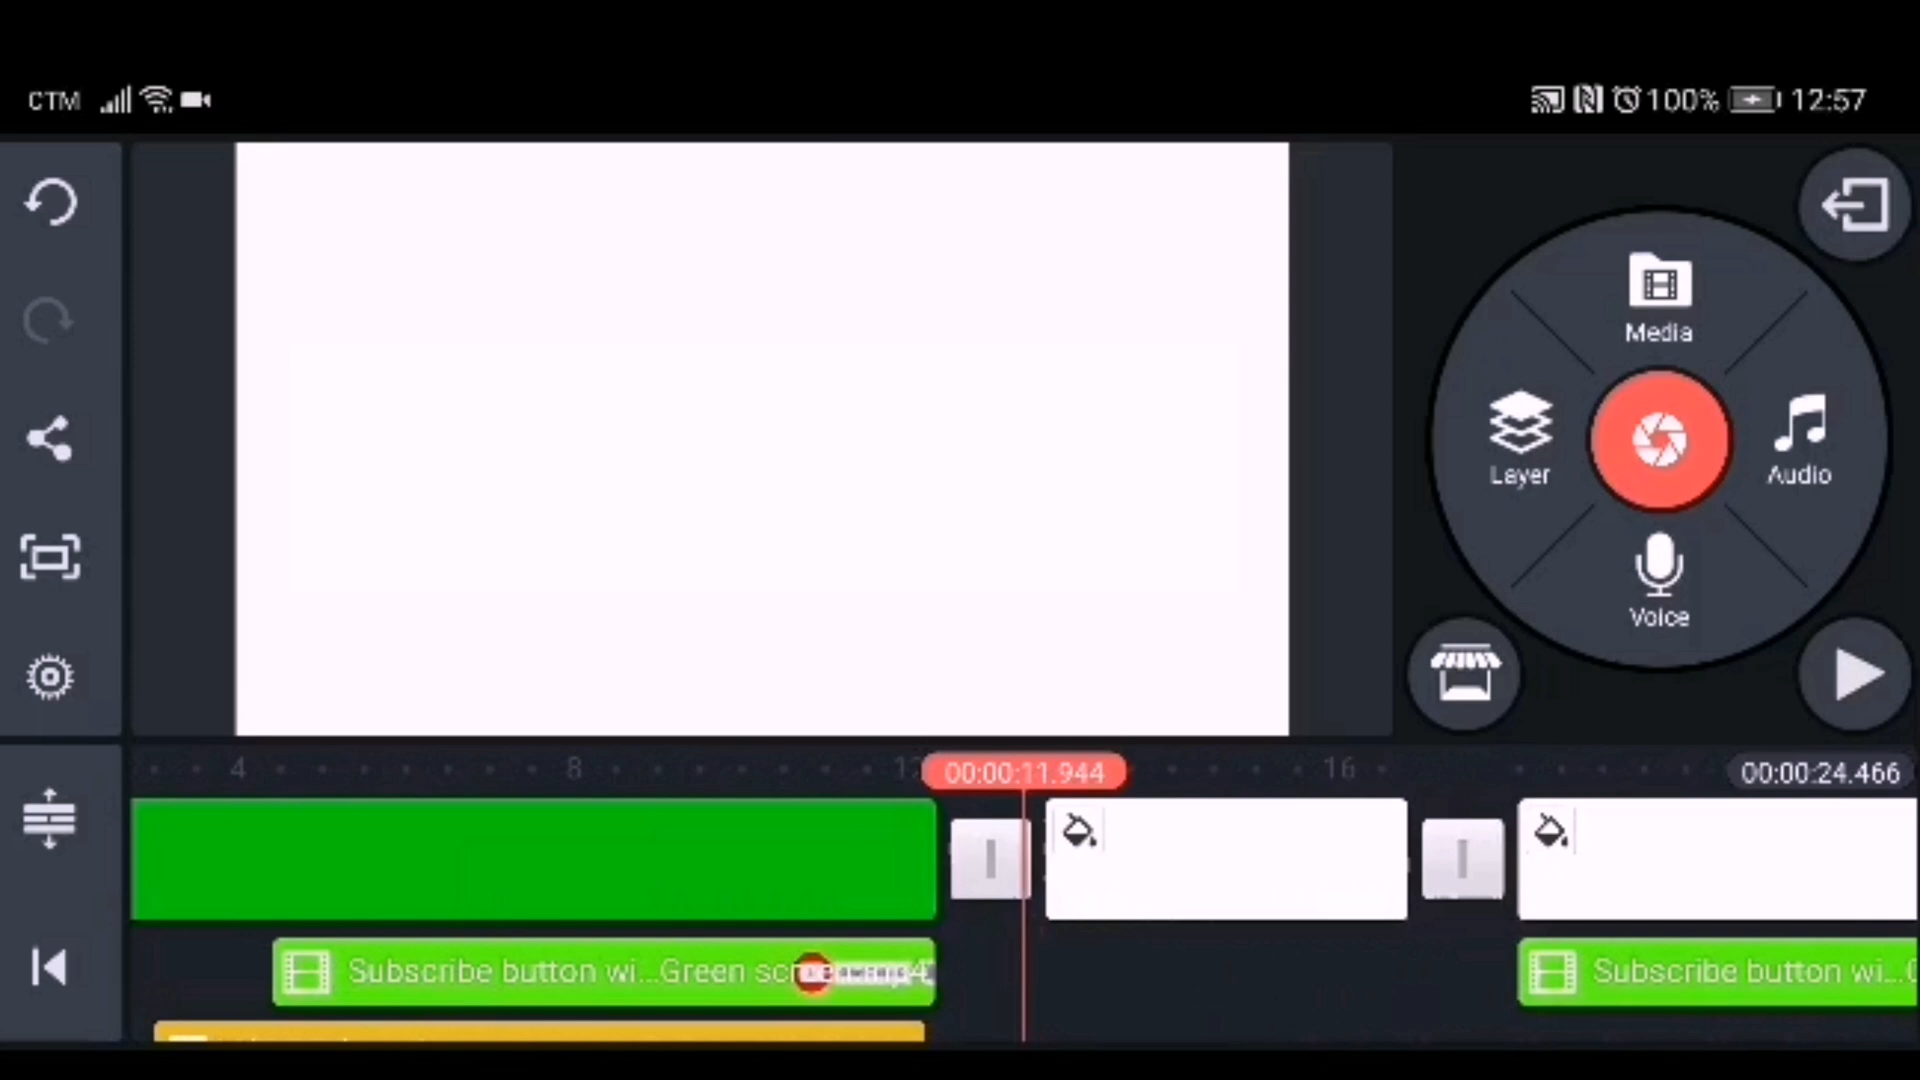 CTM
100% 12:57
Media
Layer
Audio
Voice
4 8 12 16
00:00:11.944
00:00:24.466
Subscribe button wi...Green
Subscribe button wi...